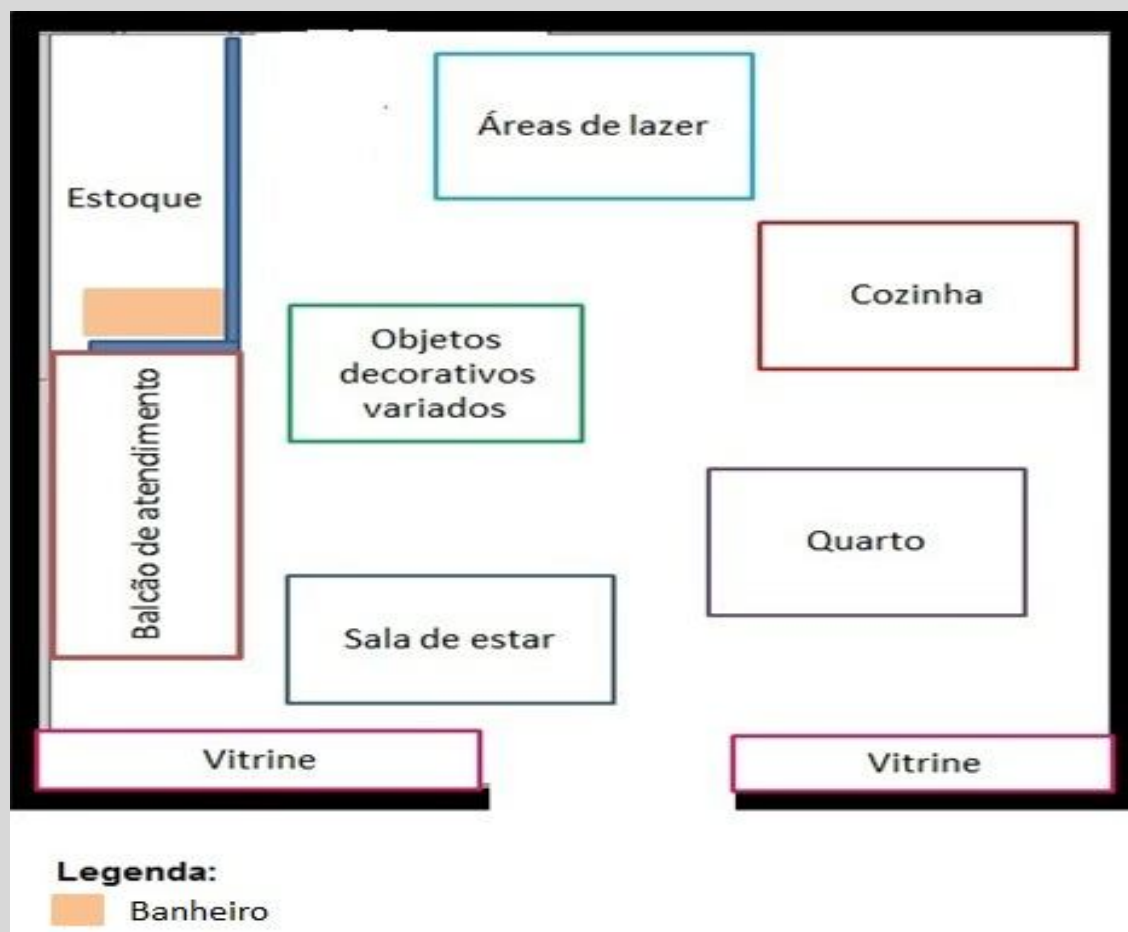 Áreas de lazer
Estoque
Cozinha
Objetos
decorativos
variados
Balcão de atendimento
Quarto
Sala de estar
Vitrine
Vitrine
Legenda:
Banheiro